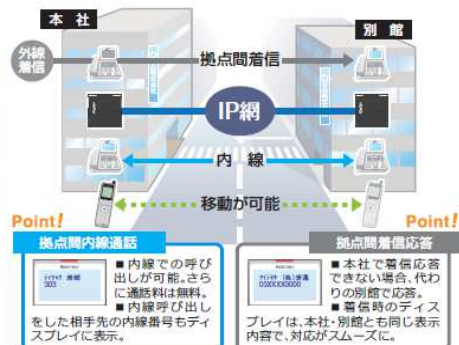 本 社
別 館
外線
着信
拠点間着信
IP網
内 線
移動が可能
Point!
Point!
拠点間内線通話
拠点間着信応答
303
■内線での呼び
出しが可能。さら
に通話料は無料。
■内線呼び出し
をした相手先の内線番号もディ
スプレイに表示。
■本社で着信応答
できない場合、代わ
りの別館で応答。
■着信時のディス
プレイは、本社・別館とも同じ表示
内容で、対応がスムーズに。